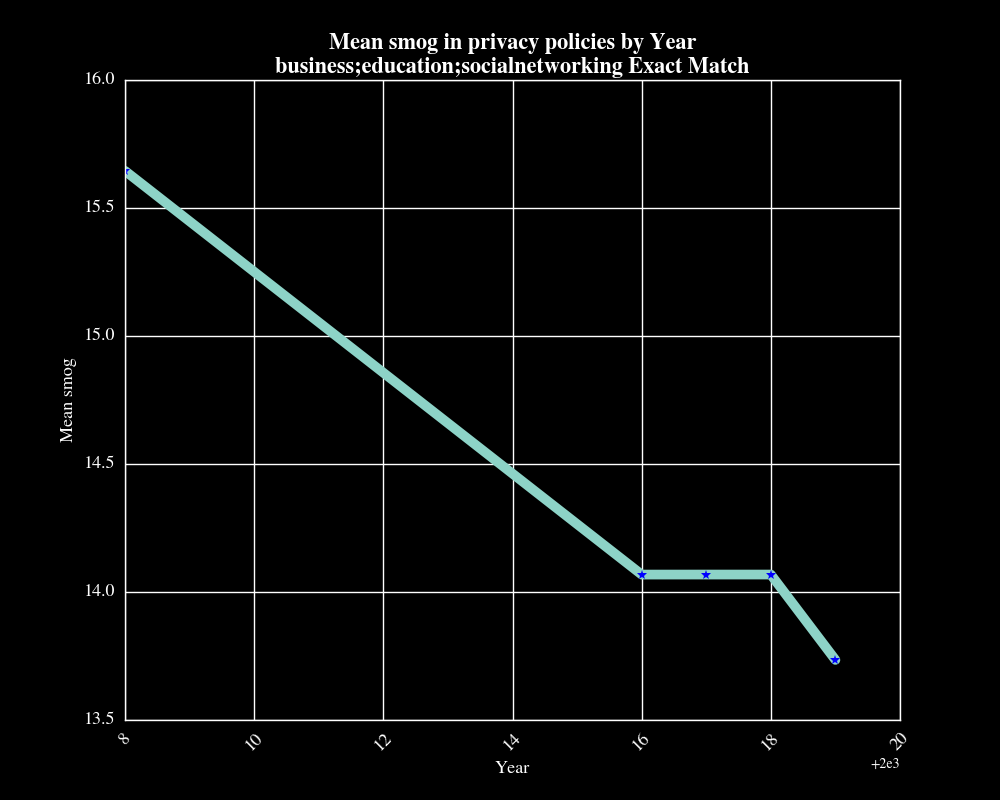 Mean smog in privacy policies by Year
business;education;socialnetworking Exact Match
16.0
15.5
15.0
14.5
14.0
13.5
Mean smog
8
10
12
14
16
18
20
Year
+2e3